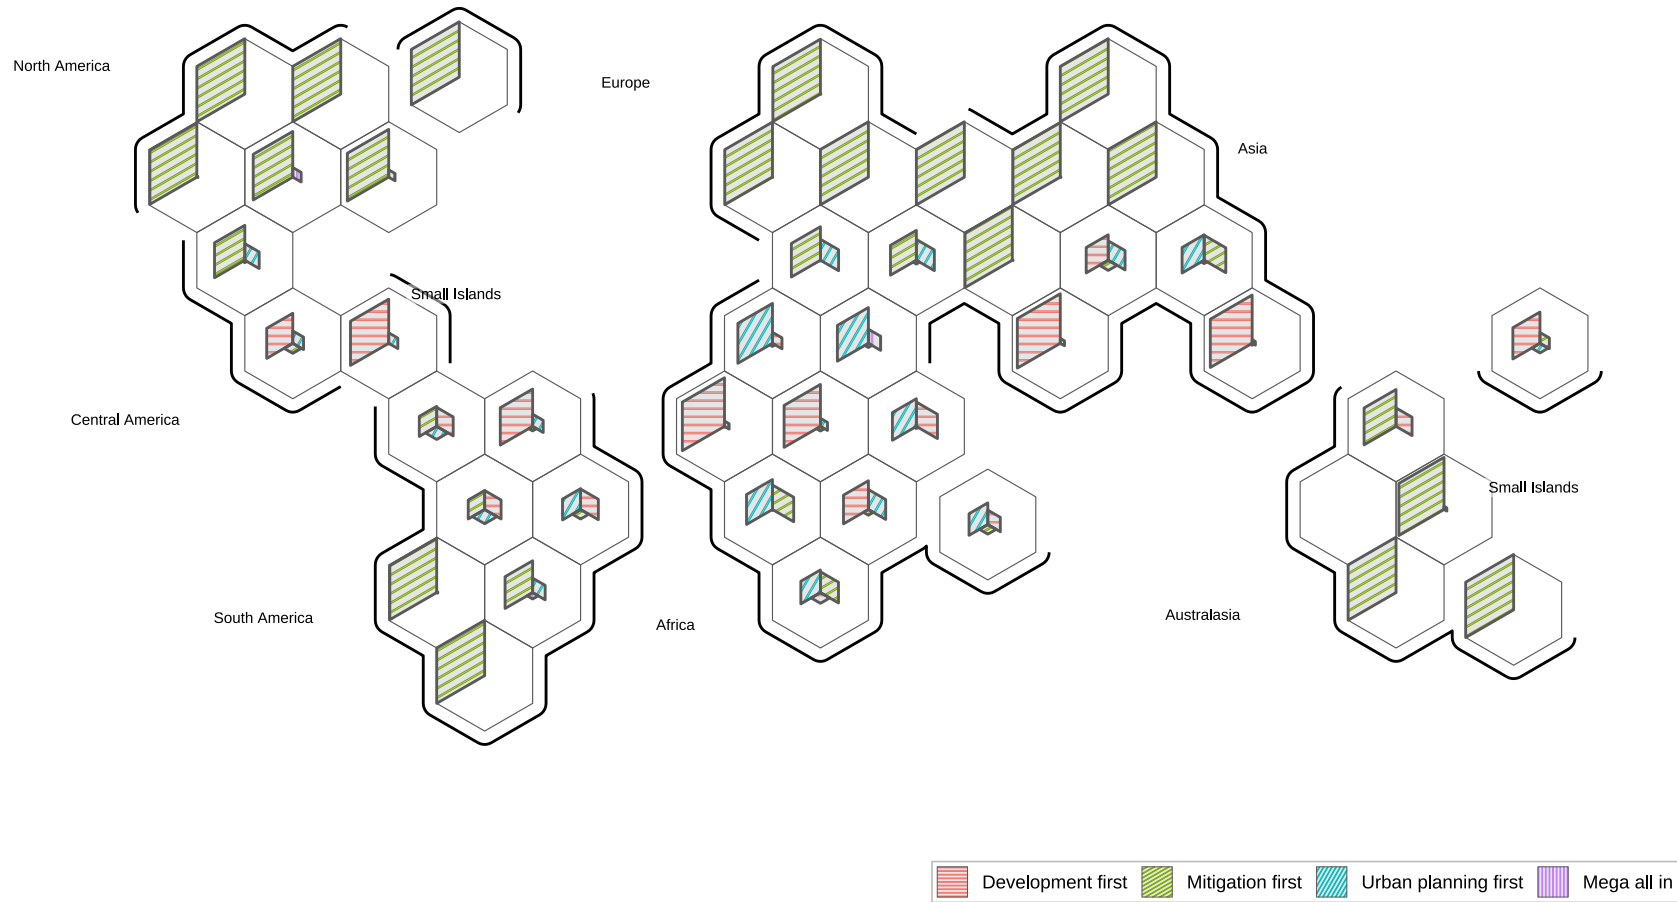 North America
Europe
Asia
Small Islands
Central America
Small Islands
South America
Africa
Australasia
Development first
Mitigation first
Urban planning first
Mega all in